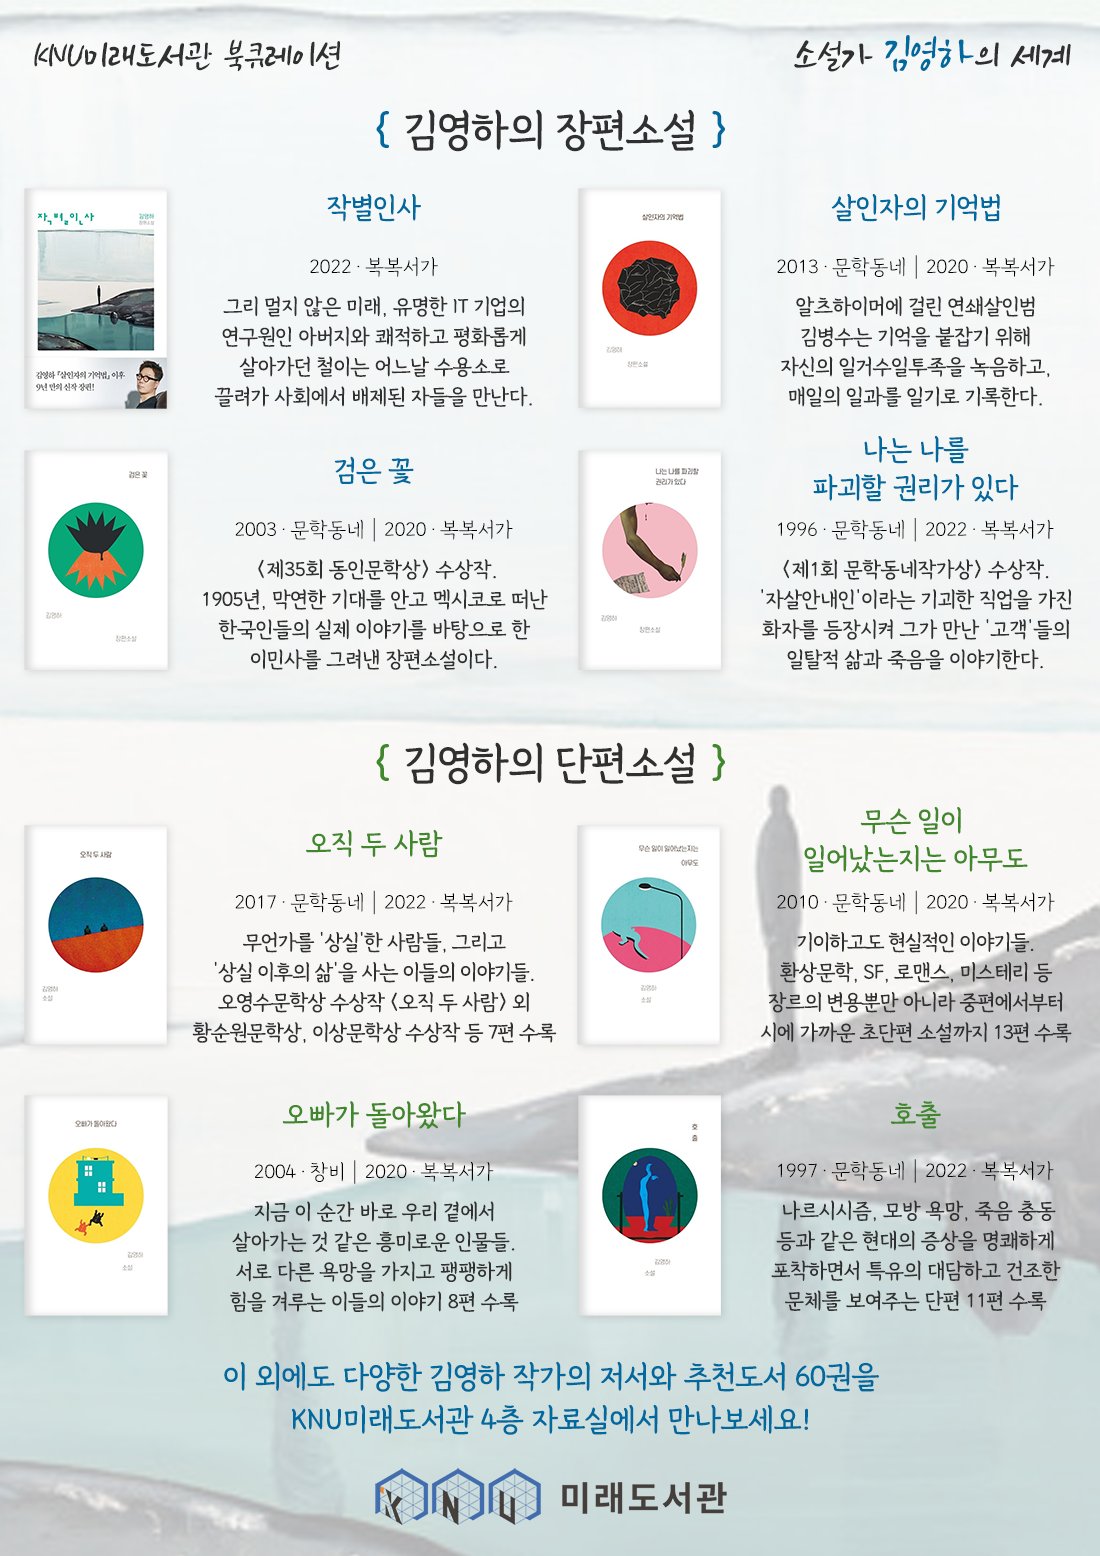 KNU미래도서관 북큐레이션
소설가 김영하의 세계
{ 김영하의 장편소설 }
작별인사
김영하
장편소설
김영하 『살인자의 기억법』 이후
9년 만의 신작 장편!
작별인사
2022 · 복복서가
그리 멀지 않은 미래, 유명한 IT 기업의
연구원인 아버지와 쾌적하고 평화롭게
살아가던 철이는 어느날 수용소로
끌려가 사회에서 배제된 자들을 만난다.
살인자의 기억법
김영하
장편소설
살인자의 기억법
2013 · 문학동네 | 2020 · 복복서가
알츠하이머에 걸린 연쇄살인범
김병수는 기억을 붙잡기 위해
자신의 일거수일투족을 녹음하고,
매일의 일과를 일기로 기록한다.
검은 꽃
김영하
장편소설
검은 꽃
2003 · 문학동네 | 2020 · 복복서가
<제35회 동인문학상> 수상작.
1905년, 막연한 기대를 안고 멕시코로 떠난
한국인들의 실제 이야기를 바탕으로 한
이민사를 그려낸 장편소설이다.
나는 나를 파괴할
권리가 있다
김영하
장편소설
나는 나를
파괴할 권리가 있다
1996 · 문학동네 | 2022 · 복복서가
<제1회 문학동네작가상> 수상작.
'자살안내인'이라는 기괴한 직업을 가진
화자를 등장시켜 그가 만난 '고객'들의
일탈적 삶과 죽음을 이야기한다.
{ 김영하의 단편소설 }
오직 두 사람
김영하
소설
오직 두 사람
2017 · 문학동네 | 2022 · 복복서가
무언가를 '상실'한 사람들, 그리고
'상실 이후의 삶'을 사는 이들의 이야기들.
오영수문학상 수상작 <오직 두 사람> 외
황순원문학상, 이상문학상 수상작 등 7편 수록
무슨 일이 일어났는지는
아무도
김영하
소설
무슨 일이
일어났는지는 아무도
2010 · 문학동네 | 2020 · 복복서가
기이하고도 현실적인 이야기들.
환상문학, SF, 로맨스, 미스테리 등
장르의 변용뿐만 아니라 중편에서부터
시에 가까운 초단편 소설까지 13편 수록
오빠가 돌아왔다
김영하
소설
오빠가 돌아왔다
2004 · 창비 | 2020 · 복복서가
지금 이 순간 바로 우리 곁에서
살아가는 것 같은 흥미로운 인물들.
서로 다른 욕망을 가지고 팽팽하게
힘을 겨루는 이들의 이야기 8편 수록
호
출
김영하
소설
호출
1997 · 문학동네 | 2022 · 복복서가
나르시시즘, 모방 욕망, 죽음 충동
등과 같은 현대의 증상을 명쾌하게
포착하면서 특유의 대담하고 건조한
문체를 보여주는 단편 11편 수록
이 외에도 다양한 김영하 작가의 저서와 추천도서 60권을
KNU미래도서관 4층 자료실에서 만나보세요!
KNU 미래도서관